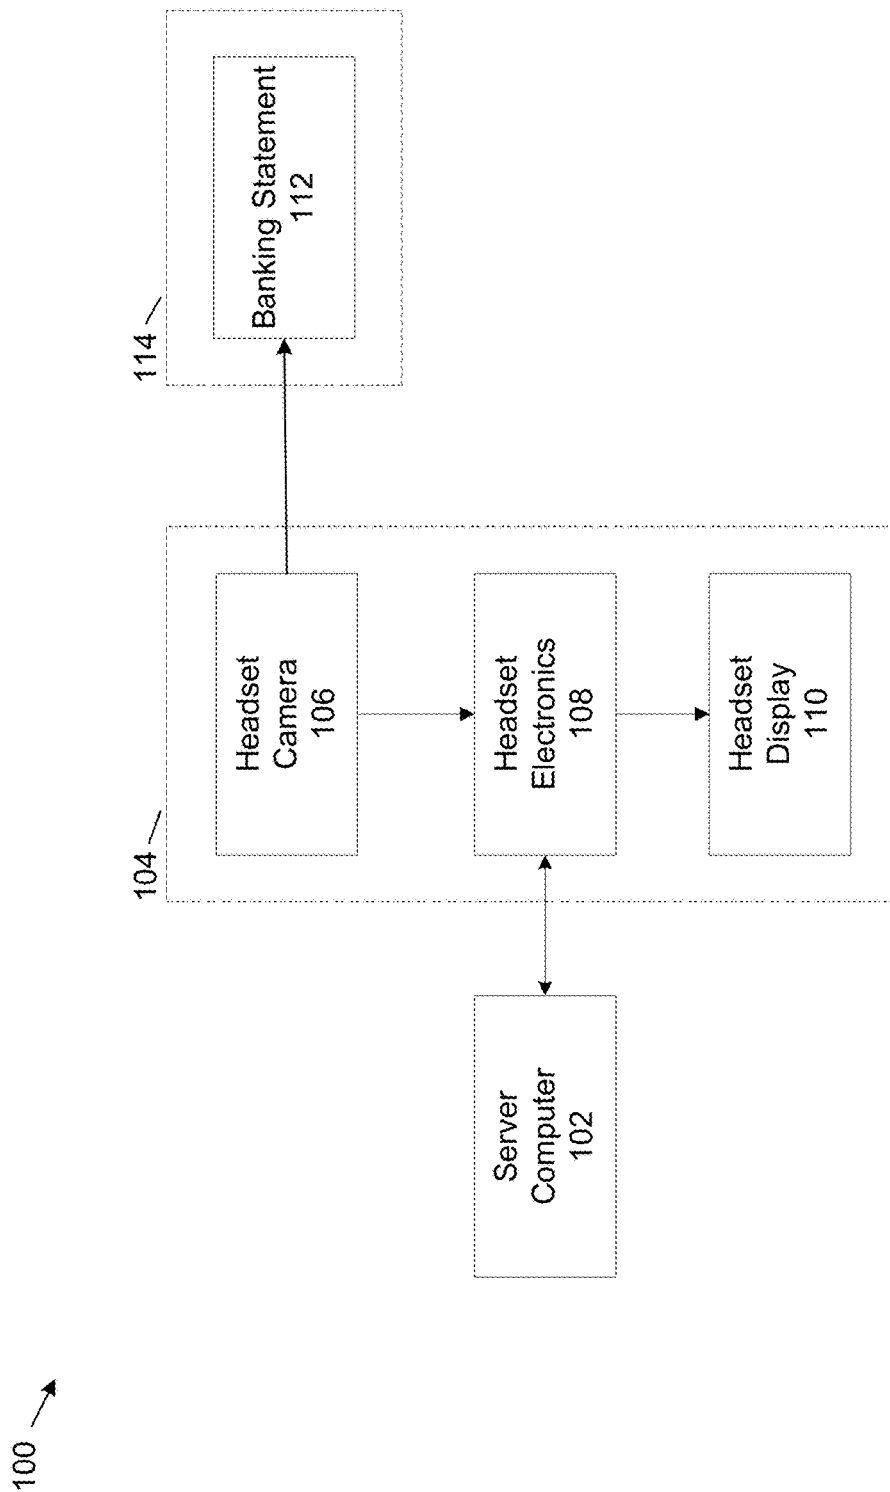 100
Server
Computer
102
104
Headset
Camera
106
Headset
Electronics
108
Headset
Display
110
114
Banking Statement
112